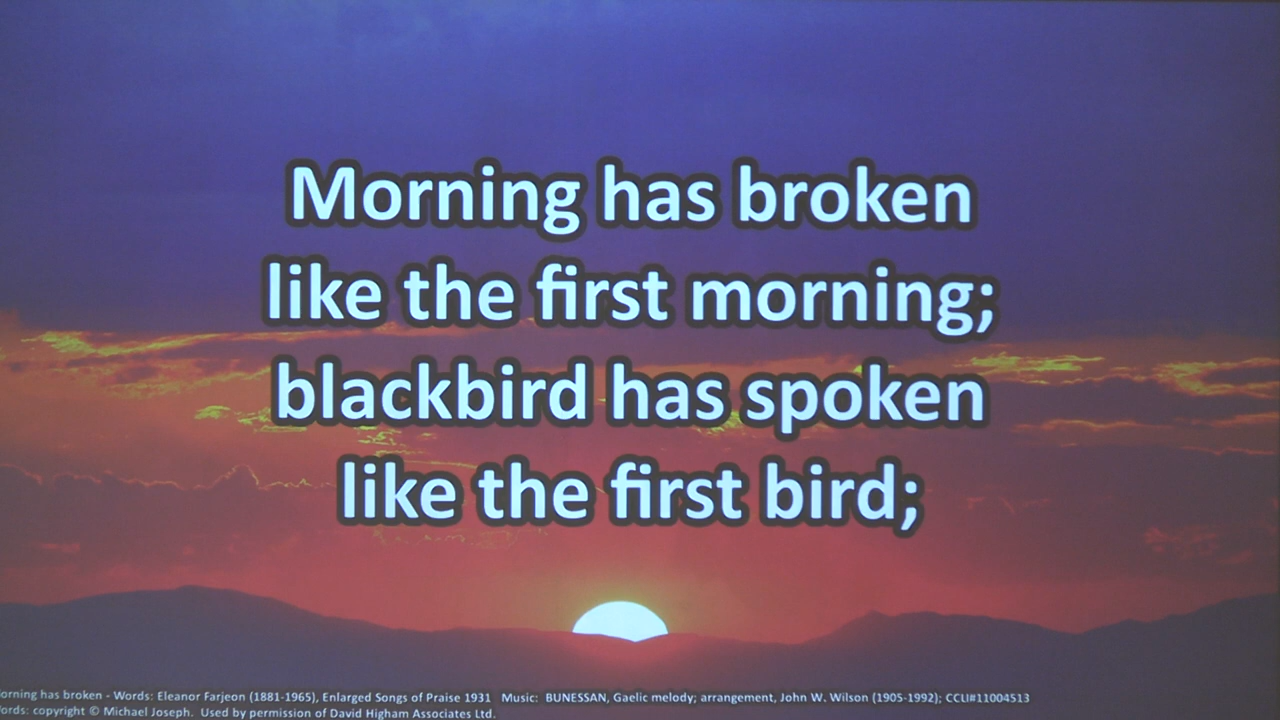 Morning has broken
like the first morning;
blackbird has spoken
like the first bird;
orning has broken - Words: Eleanor Farjeon (1881-1965), Enlarged Songs of Praise 1931 Music: BUNESSAN, Gaelic melody; arrangement, John W. Wilson (1905-1992); CCLI#11004513
ords: copyright © Michael Joseph. Used by permission of David Higham Associates Ltd.